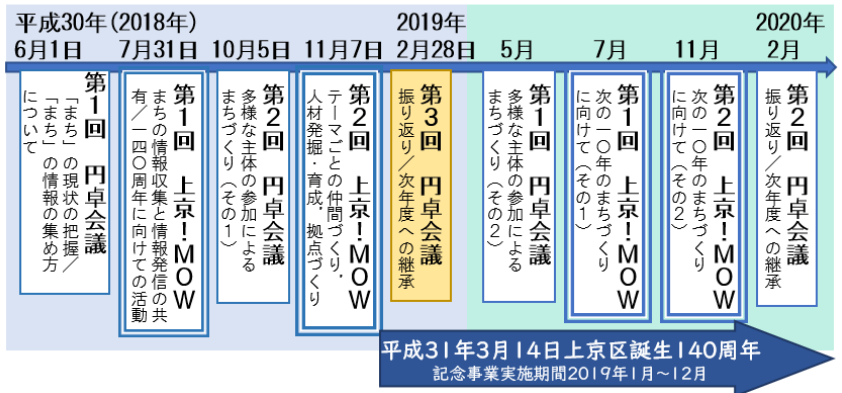 平成30年(2018年)
2019年
2020年
6月1日
7月31日
10月5日
11月7日
2月28日
5月
7月
11月
2月
第1回 円卓会議
「まち」の現状の把握／
「まち」の情報の集め方
について
第1回 上京！MOW
まちの情報収集と情報発信の共
有／一四〇周年に向けての活動
第2回 円卓会議
多様な主体の参加による
まちづくり（その1）
第2回 上京！MOW
テーマごとの仲間づくり，
人材発掘・育成，拠点づくり
第3回 円卓会議
振り返り／次年度への継承
第1回 円卓会議
多様な主体の参加による
まちづくり（その2）
第1回 上京！MOW
次の一〇年のまちづくり
に向けて（その1）
第2回 上京！MOW
次の一〇年のまちづくり
に向けて（その2）
第2回 円卓会議
振り返り／次年度への継承
平成31年3月14日上京区誕生140周年
記念事業実施期間2019年1月～12月